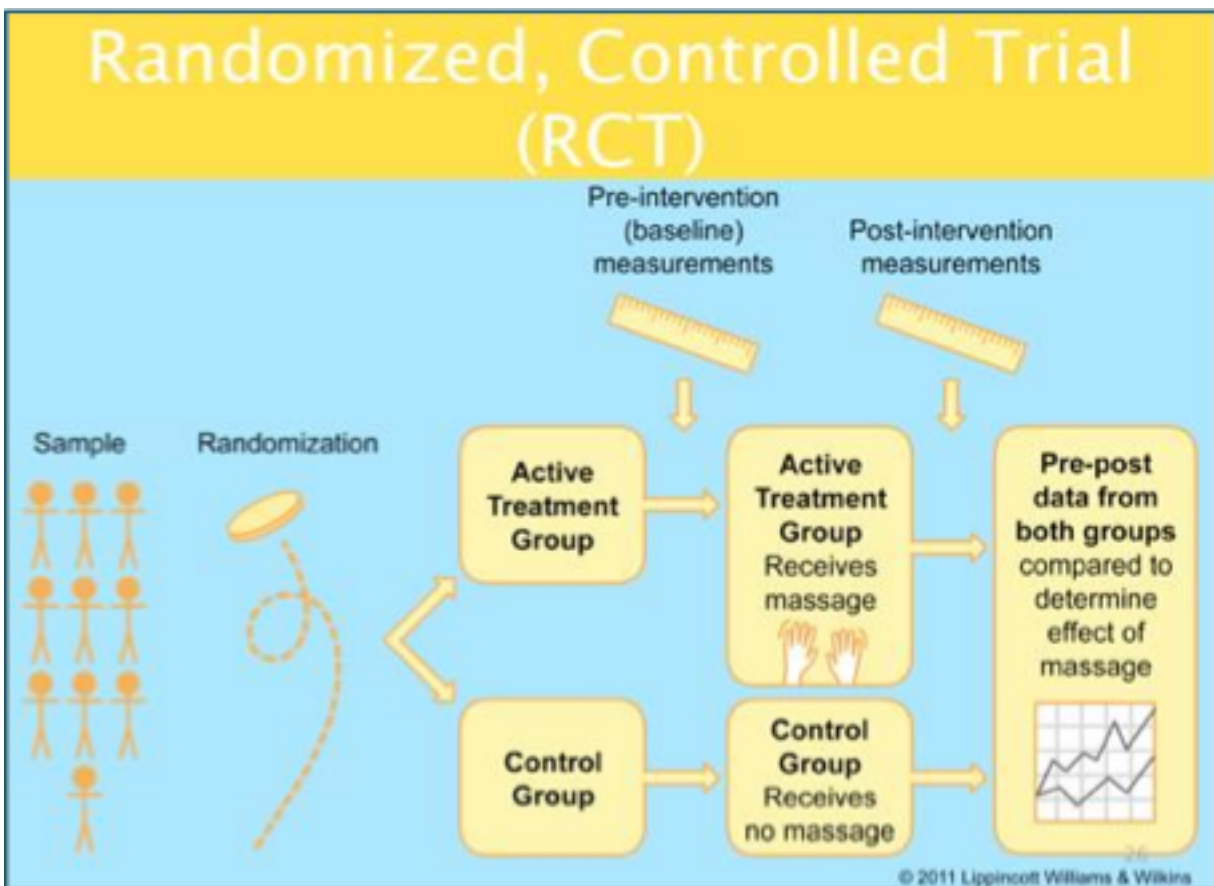 Randomized, Controlled Trial
(RCT)
Pre-intervention
(baseline)
measurements
Post-intervention
measurements
Sample
Randomization
Active
Treatment
Group
Active
Treatment
Group
Receives
massage
Pre-post
data from
both groups
compared to
determine
effect of
massage
Control
Group
Control
Group
Receives
no massage
26
© 2011 Lippincott Williams & Wilkins